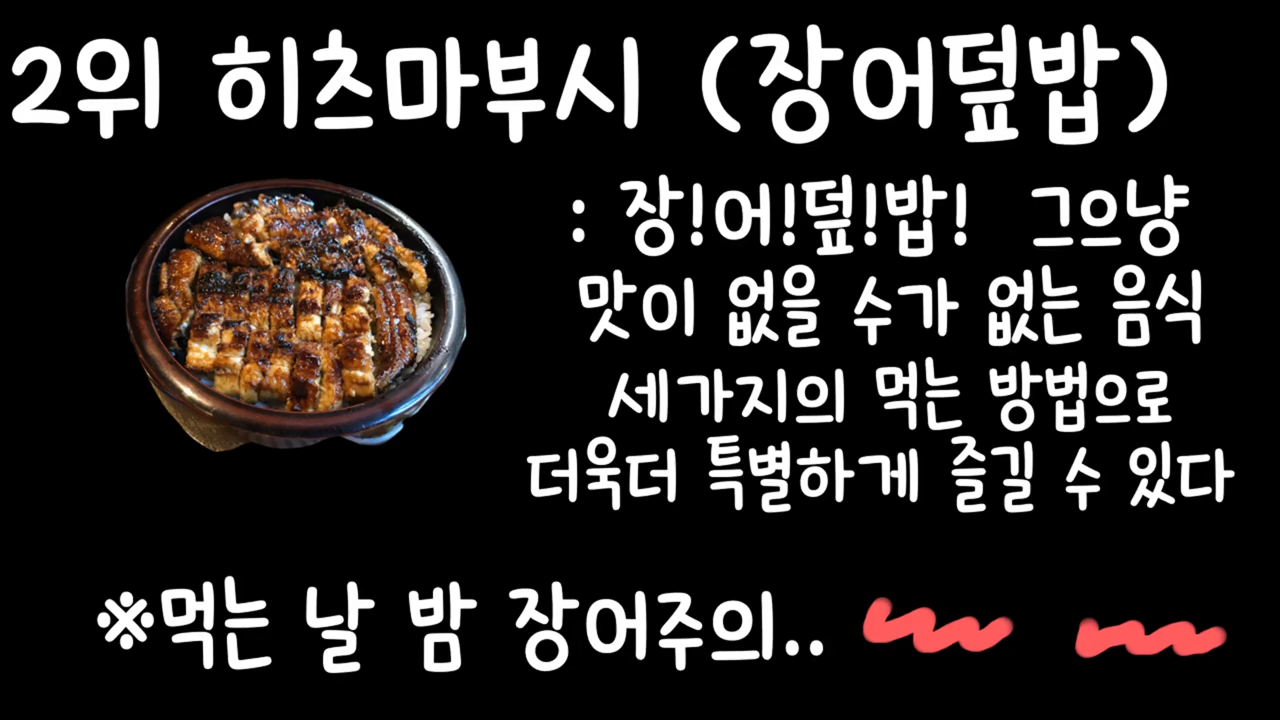 2위 히츠마부시 (장어덮밥)
: 장!어!덮!밥! 그으냥
맛이 없을 수가 없는 음식
세가지의 먹는 방법으로
더욱더 특별하게 즐길 수 있다
※먹는 날 밤 장어주의..